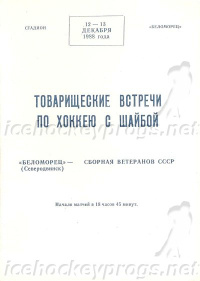 СТАДИОН
12 — 13
ДЕКАБРЯ
1988 года
«БЕЛОМОРЕЦ»
ТОВАРИЩЕСКИЕ ВСТРЕЧИ
ПО ХОККЕЮ С ШАЙБОЙ
«БЕЛОМОРЕЦ» — СБОРНАЯ ВЕТЕРАНОВ СССР
(Северодвинск)
Начало матчей в 18 часов 45 минут.
www.icehockeyprogs.net